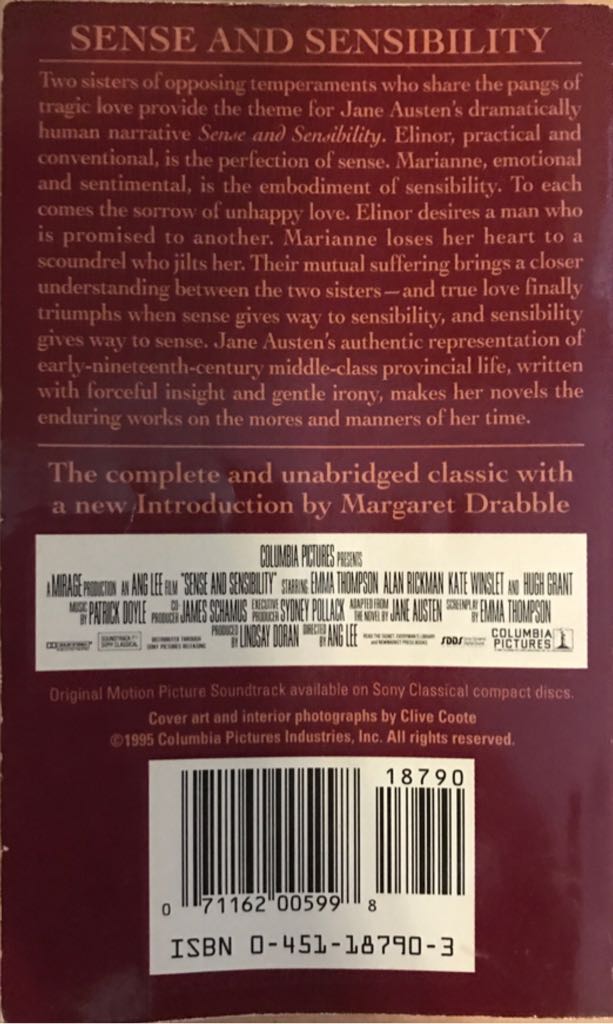 SENSE AND SENSIBILITY
Two sisters of opposing temperaments who share the pangs of
tragic love provide the theme for Jane Austen's dramatically
human narrative Sense and Sensibility. Elinor, practical and
conventional, is the perfection of sense. Marianne, emotional
and sentimental, is the embodiment of sensibility. To each
comes the sorrow of unhappy love. Elinor desires a man who
is promised to another. Marianne loses her heart to a
scoundrel who jilts her. Their mutual suffering brings a closer
understanding between the two sisters—and true love finally
triumphs when sense gives way to sensibility, and sensibility
gives way to sense. Jane Austen's authentic representation of
early-nineteenth-century middle-class provincial life, written
with forceful insight and gentle irony, makes her novels the
enduring works on the mores and manners of her time.
The complete and unabridged classic with
a new Introduction by Margaret Drabble
COLUMBIA PICTURES PRESENTS
A MIRAGE PRODUCTION AN ANG LEE FILM "SENSE AND SENSIBILITY" STARRING EMMA THOMPSON ALAN RICKMAN KATE WINSLET AND HUGH GRANT
MUSIC BY PATRICK DOYLE CO-PRODUCER JAMES SCHAMUS EXECUTIVE PRODUCER SYDNEY POLLACK ADAPTED FROM THE NOVEL BY JANE AUSTEN SCREENPLAY BY EMMA THOMPSON
PRODUCED BY LINDSAY DORAN DIRECTED BY ANG LEE
SOUNDTRACK ON SONY CLASSICAL
DISTRIBUTED THROUGH SONY PICTURES RELEASING
SDDS
COLUMBIA PICTURES
Original Motion Picture Soundtrack available on Sony Classical compact discs.
Cover art and interior photographs by Clive Coote
©1995 Columbia Pictures Industries, Inc. All rights reserved.
18790
0 71162 00599 8
ISBN 0-451-18790-3